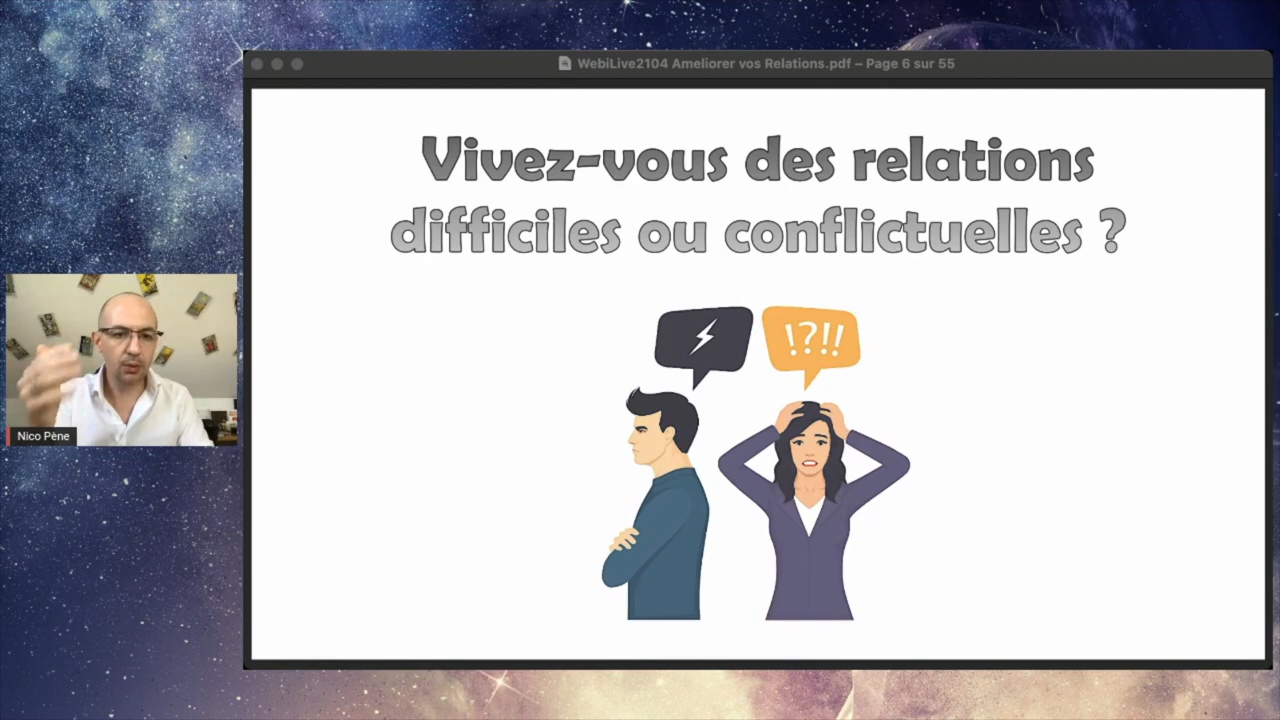 WebiLive2104 Ameliorer vos Relations.pdf – Page 6 sur 55
Vivez-vous des relations
difficiles ou conflictuelles ?
!?!!
Nico Pène